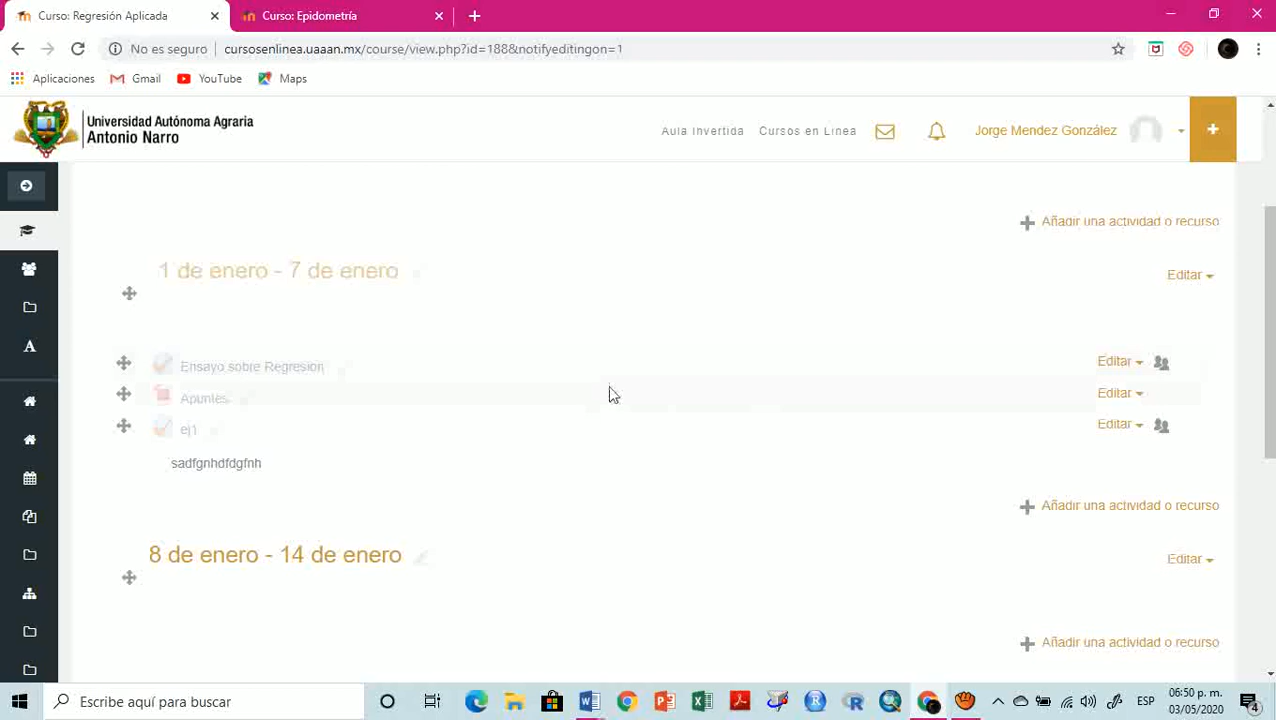 Curso: Regresión Aplicada
Curso: Epidometría
No es seguro
cursosenlinea.uaaan.mx/course/view.php?id=188&notifyeditingon=1
Aplicaciones
Gmail
YouTube
Maps
Universidad Autónoma Agraria
Antonio Narro
Aula Invertida
Cursos en Línea
Jorge Mendez González
Añadir una actividad o recurso
1 de enero - 7 de enero
Editar
Ensayo sobre Regresion
Editar
Apuntes
Editar
ej1
Editar
sadfgnhdfdgfnh
Añadir una actividad o recurso
8 de enero - 14 de enero
Editar
Añadir una actividad o recurso
Escribe aquí para buscar
ESP
06:50 p. m.
03/05/2020
4